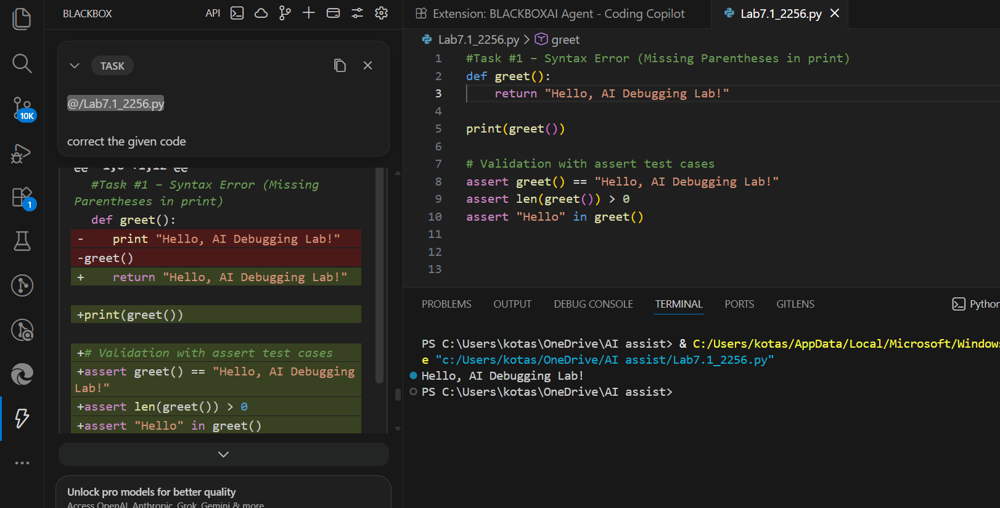 BLACKBOX
API
TASK
@/Lab7.1_2256.py
correct the given code
#Task #1 – Syntax Error (Missing
Parentheses in print)
def greet():
-    print "Hello, AI Debugging Lab!"
-greet()
+    return "Hello, AI Debugging Lab!"
+print(greet())
+# Validation with assert test cases
+assert greet() == "Hello, AI Debugging
Lab!"
+assert len(greet()) > 0
+assert "Hello" in greet()
Unlock pro models for better quality
Access OpenAI, Anthropic, Grok, Gemini & more
10K
1
Extension: BLACKBOXAI Agent - Coding Copilot
Lab7.1_2256.py
Lab7.1_2256.py > greet
1 #Task #1 – Syntax Error (Missing Parentheses in print)
2 def greet():
3     return "Hello, AI Debugging Lab!"
4
5 print(greet())
6
7 # Validation with assert test cases
8 assert greet() == "Hello, AI Debugging Lab!"
9 assert len(greet()) > 0
10 assert "Hello" in greet()
11
12
13
PROBLEMS OUTPUT DEBUG CONSOLE TERMINAL PORTS GITLENS
PS C:\Users\kotas\OneDrive\AI assist> & C:/Users/kotas/AppData/Local/Microsoft/Windows
e "c:/Users/kotas/OneDrive/AI assist/Lab7.1_2256.py"
Hello, AI Debugging Lab!
PS C:\Users\kotas\OneDrive\AI assist>